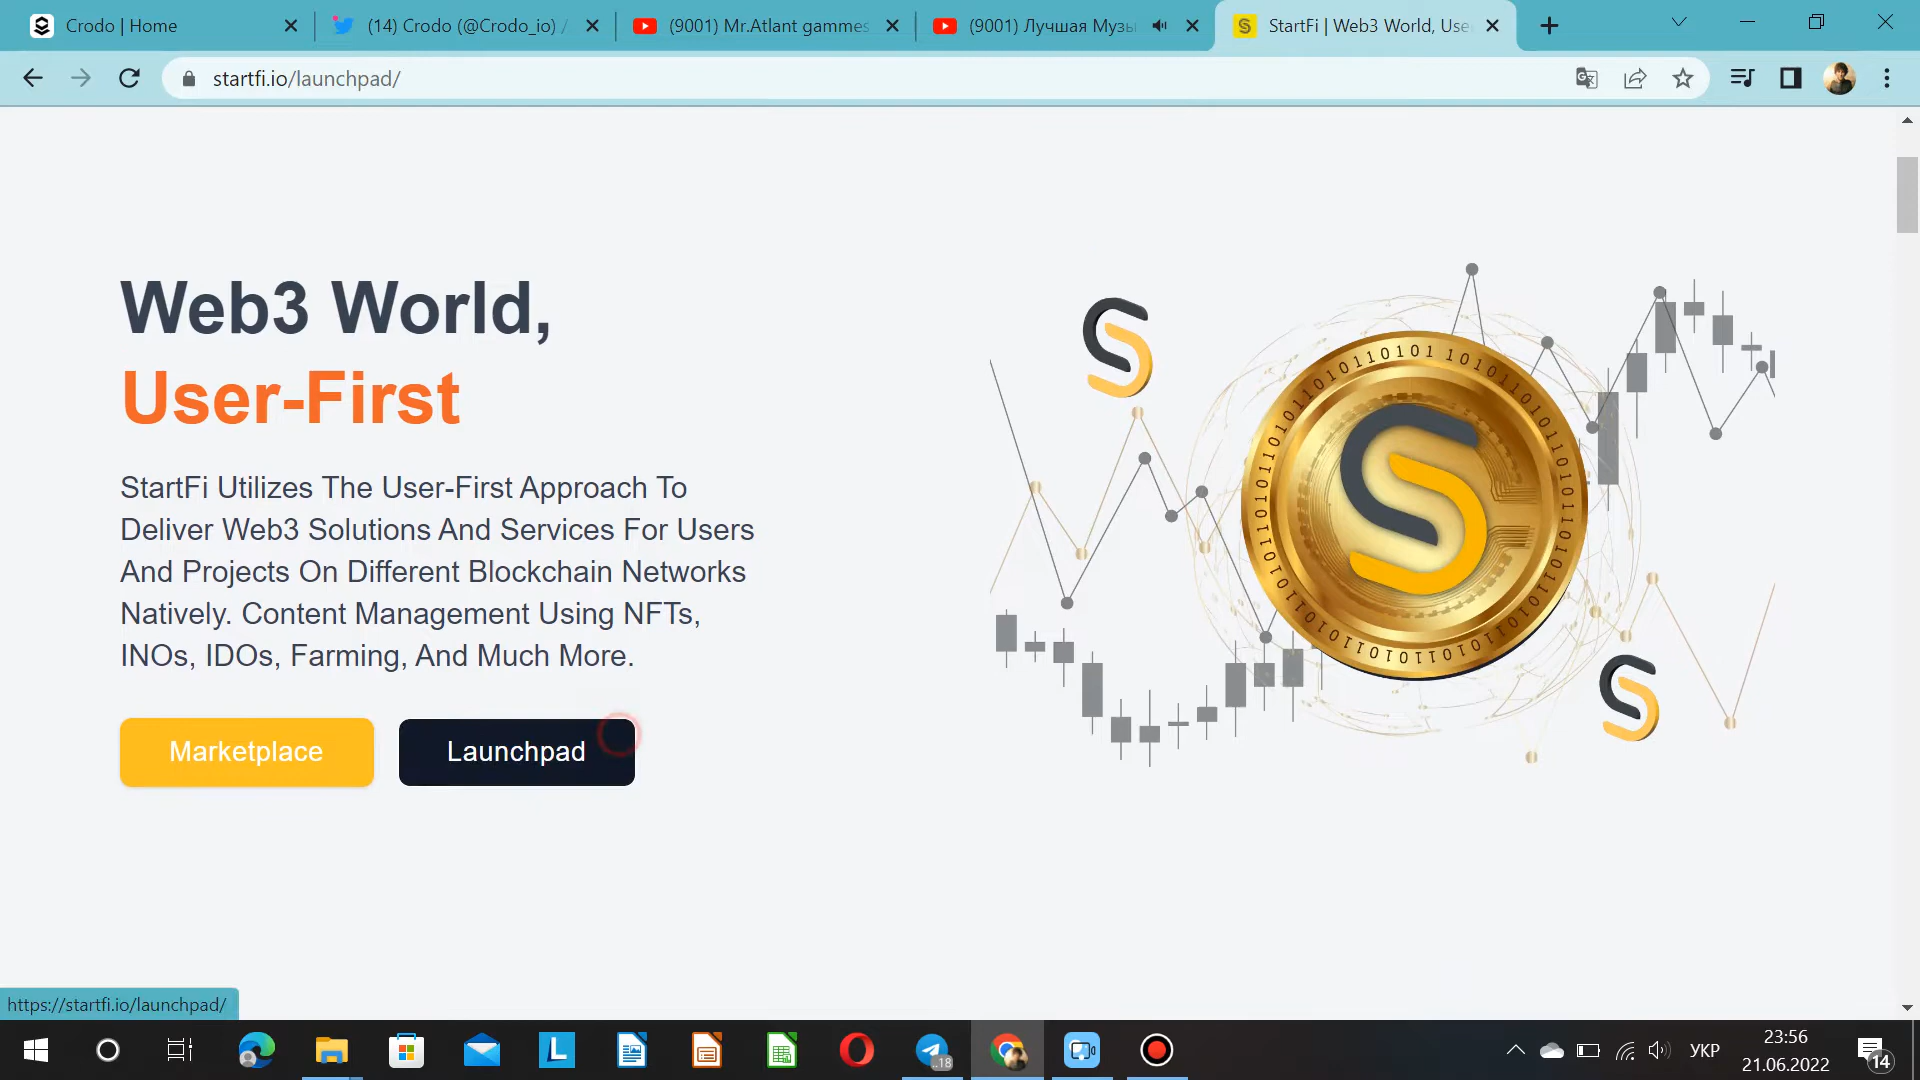 Crodo | Home
(14) Crodo (@Crodo_io) /
(9001) Mr.Atlant gammes
(9001) Лучшая Музы
StartFi | Web3 World, Use
startfi.io/launchpad/
Web3 World,
User-First
StartFi Utilizes The User-First Approach To
Deliver Web3 Solutions And Services For Users
And Projects On Different Blockchain Networks
Natively. Content Management Using NFTs,
INOs, IDOs, Farming, And Much More.
Marketplace
Launchpad
https://startfi.io/launchpad/
..18
УКР
23:56
21.06.2022
14